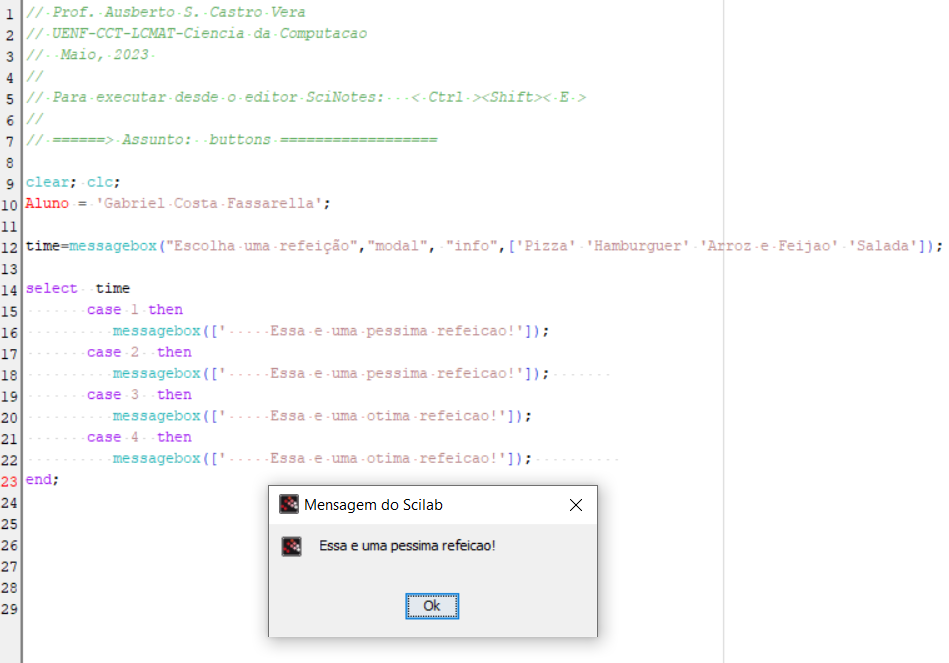 1 // Prof. Ausberto S. Castro Vera
2 // UENF-CCT-LCMAT-Ciencia da Computacao
3 //  Maio, 2023
4 //
5 // Para executar desde o editor SciNotes:   < Ctrl ><Shift>< E >
6 //
7 // ======> Assunto:  buttons ==================
8
9 clear; clc;
10 Aluno = 'Gabriel Costa Fassarella';
11
12 time=messagebox("Escolha uma refeição","modal", "info",['Pizza' 'Hamburguer' 'Arroz e Feijao' 'Salada']);
13
14 select  time
15        case 1 then
16           messagebox(['     Essa e uma pessima refeicao!']);
17        case 2  then
18           messagebox(['     Essa e uma pessima refeicao!']);
19        case 3  then
20           messagebox(['     Essa e uma otima refeicao!']);
21        case 4  then
22           messagebox(['     Essa e uma otima refeicao!']);
23 end;
24
25
26
27
28
29
Mensagem do Scilab
Essa e uma pessima refeicao!
Ok